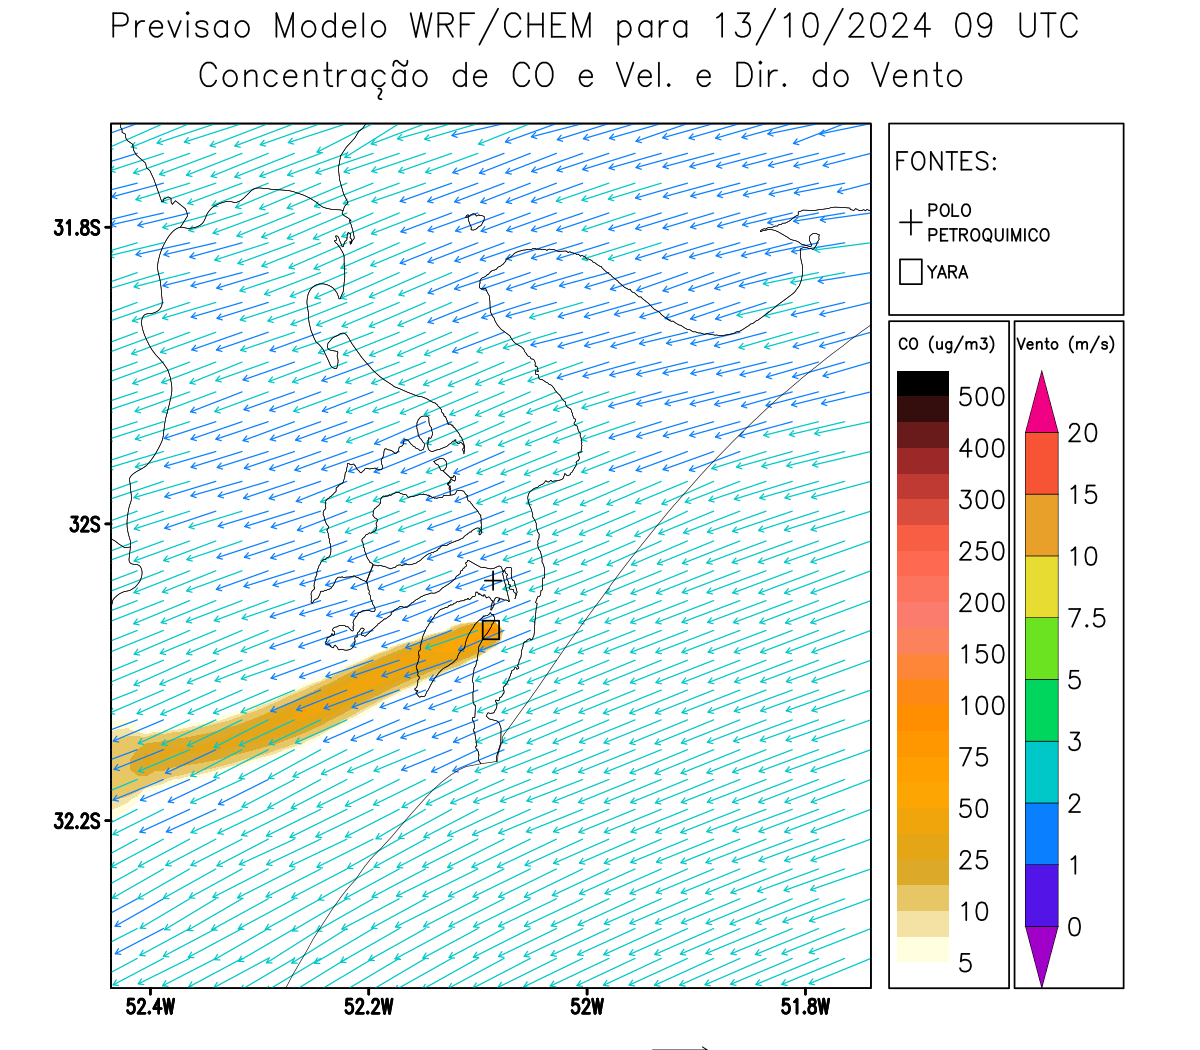 Previsao Modelo WRF/CHEM para 13/10/2024 09 UTC
Concentração de CO e Vel. e Dir. do Vento
FONTES:
POLO
PETROQUIMICO
YARA
31.8S
32S
32.2S
52.4W
52.2W
52W
51.8W
CO (ug/m3)
500
400
300
250
200
150
100
75
50
25
10
5
Vento (m/s)
20
15
10
7.5
5
3
2
1
0